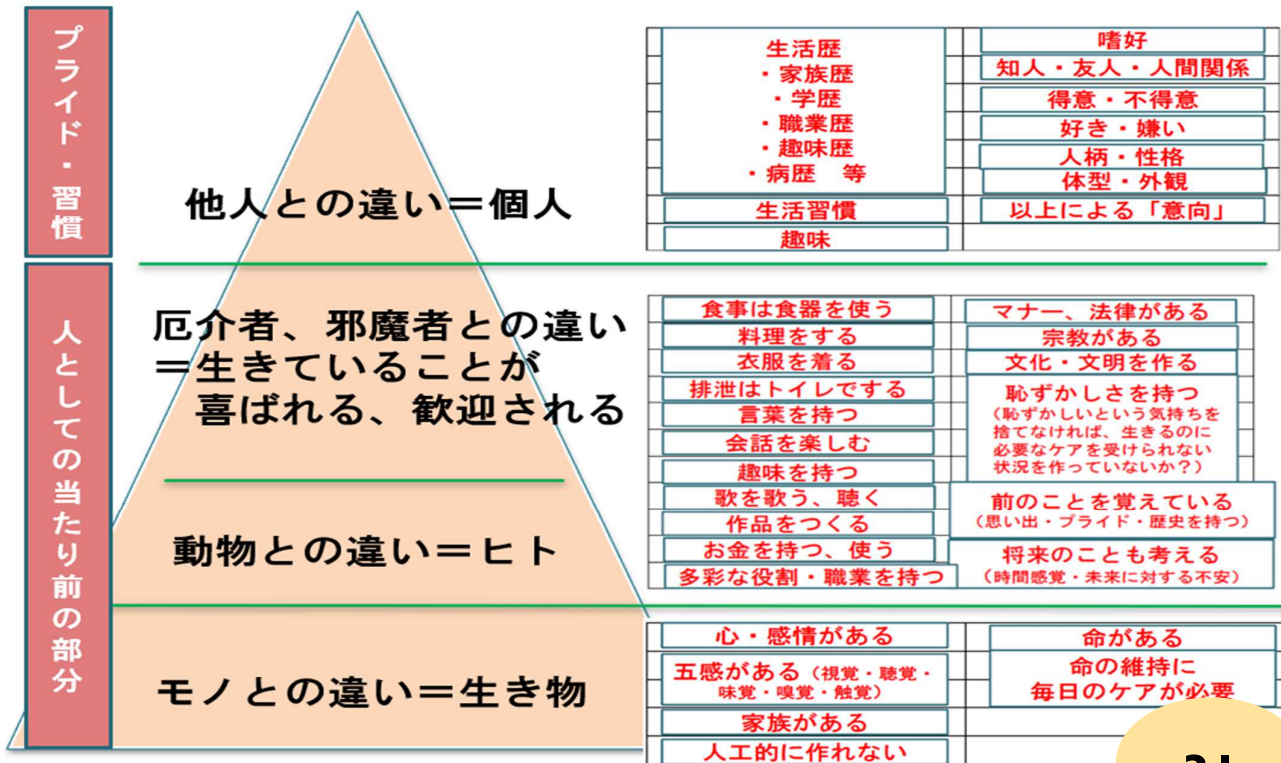 プライド・習慣
他人との違い＝個人
生活歴
・家族歴
・学歴
・職業歴
・趣味歴
・病歴　等
生活習慣
趣味
嗜好
知人・友人・人間関係
得意・不得意
好き・嫌い
人柄・性格
体型・外観
以上による「意向」
人としての当たり前の部分
厄介者、邪魔者との違い
＝生きていることが
喜ばれる、歓迎される
動物との違い＝ヒト
食事は食器を使う
料理をする
衣服を着る
排泄はトイレでする
言葉を持つ
会話を楽しむ
趣味を持つ
歌を歌う、聴く
作品をつくる
お金を持つ、使う
多彩な役割・職業を持つ
マナー、法律がある
宗教がある
文化・文明を作る
恥ずかしさを持つ
（恥ずかしいという気持ちを
捨てなければ、生きるのに
必要なケアを受けられない
状況を作っていないか？）
前のことを覚えている
（思い出・プライド・歴史を持つ）
将来のことも考える
（時間感覚・未来に対する不安）
モノとの違い＝生き物
心・感情がある
五感がある（視覚・聴覚・
味覚・嗅覚・触覚）
家族がある
人工的に作れない
命がある
命の維持に
毎日のケアが必要